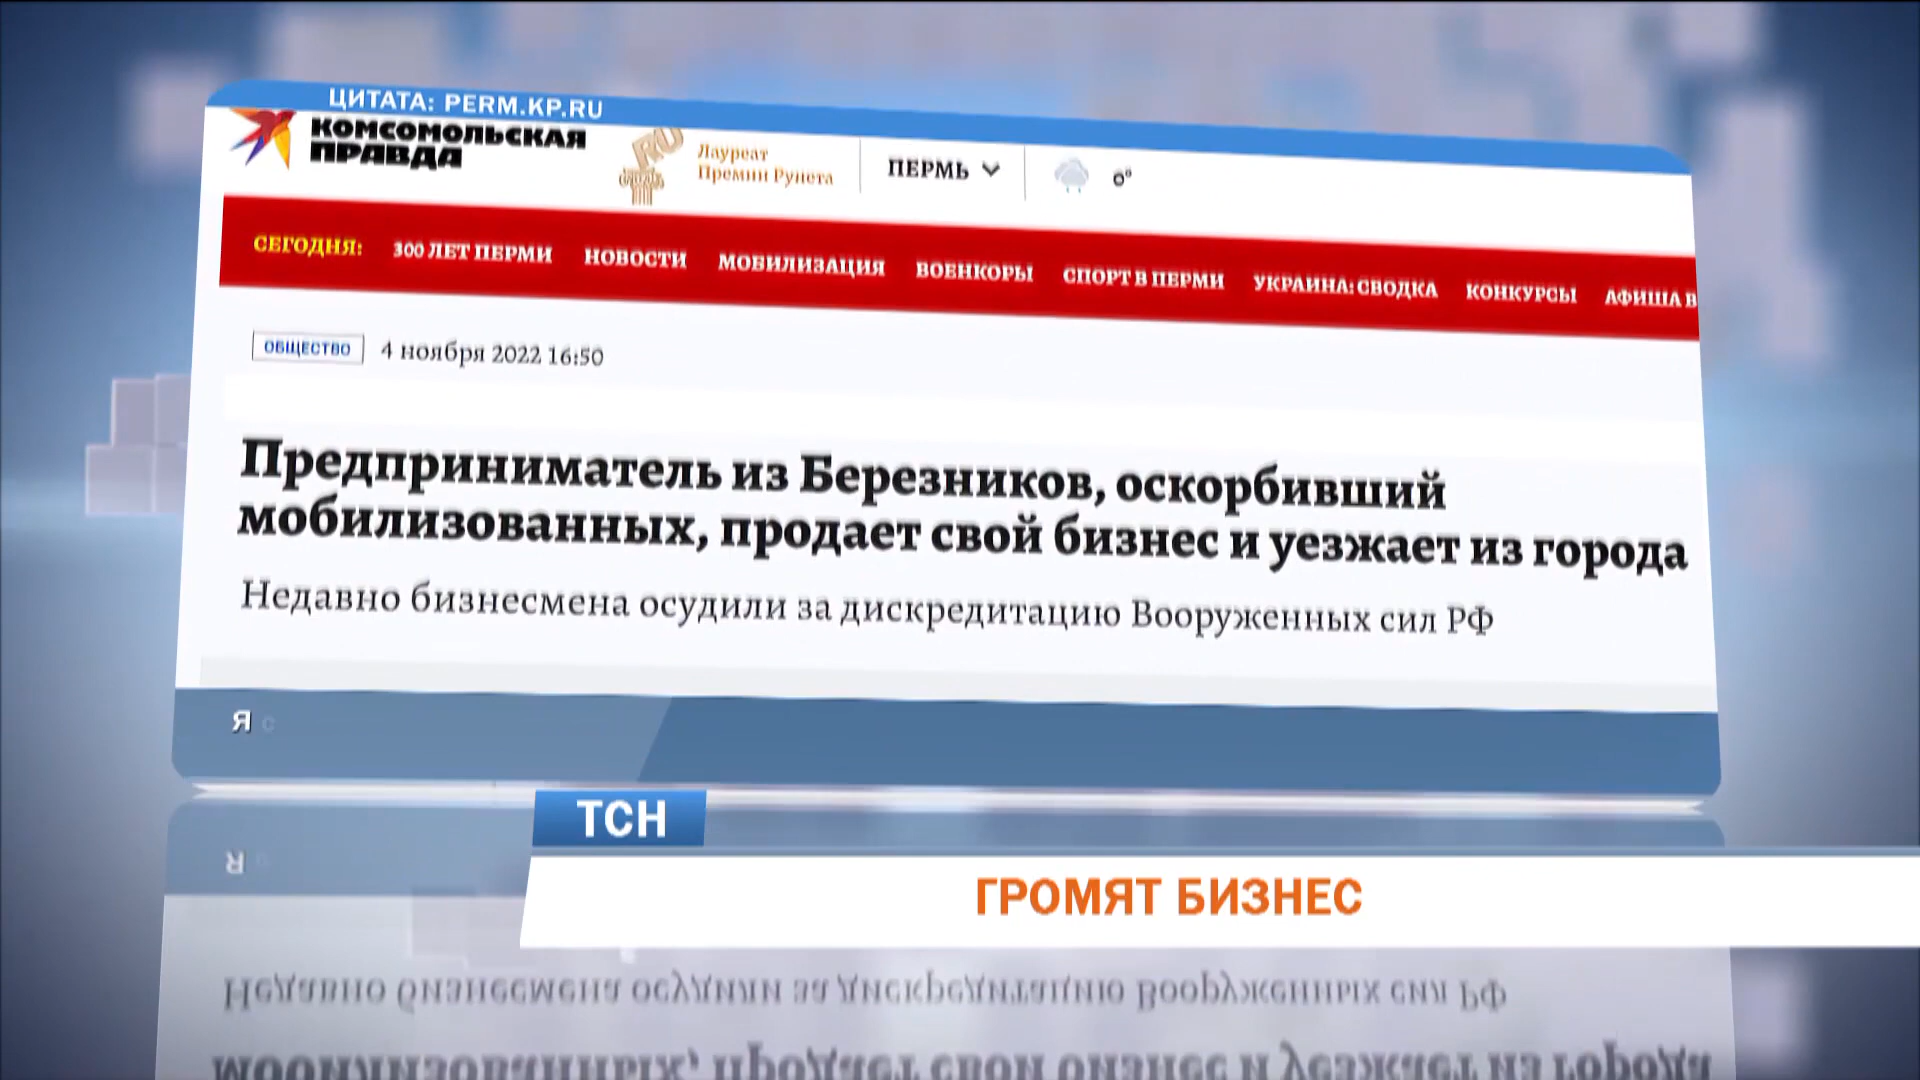 ЦИТАТА: PERM.KP.RU
КОМСОМОЛЬСКАЯ
ПРАВДА
.RU
Лауреат
Премии Рунета
ПЕРМЬ
0°
СЕГОДНЯ: 300 ЛЕТ ПЕРМИ НОВОСТИ МОБИЛИЗАЦИЯ ВОЕНКОРЫ СПОРТ В ПЕРМИ УКРАИНА: СВОДКА КОНКУРСЫ АФИША В
ОБЩЕСТВО 4 ноября 2022 16:50
Предприниматель из Березников, оскорбивший
мобилизованных, продает свой бизнес и уезжает из города
Недавно бизнесмена осудили за дискредитацию Вооруженных сил РФ
Я с
ТСН
ГРОМЯТ БИЗНЕС